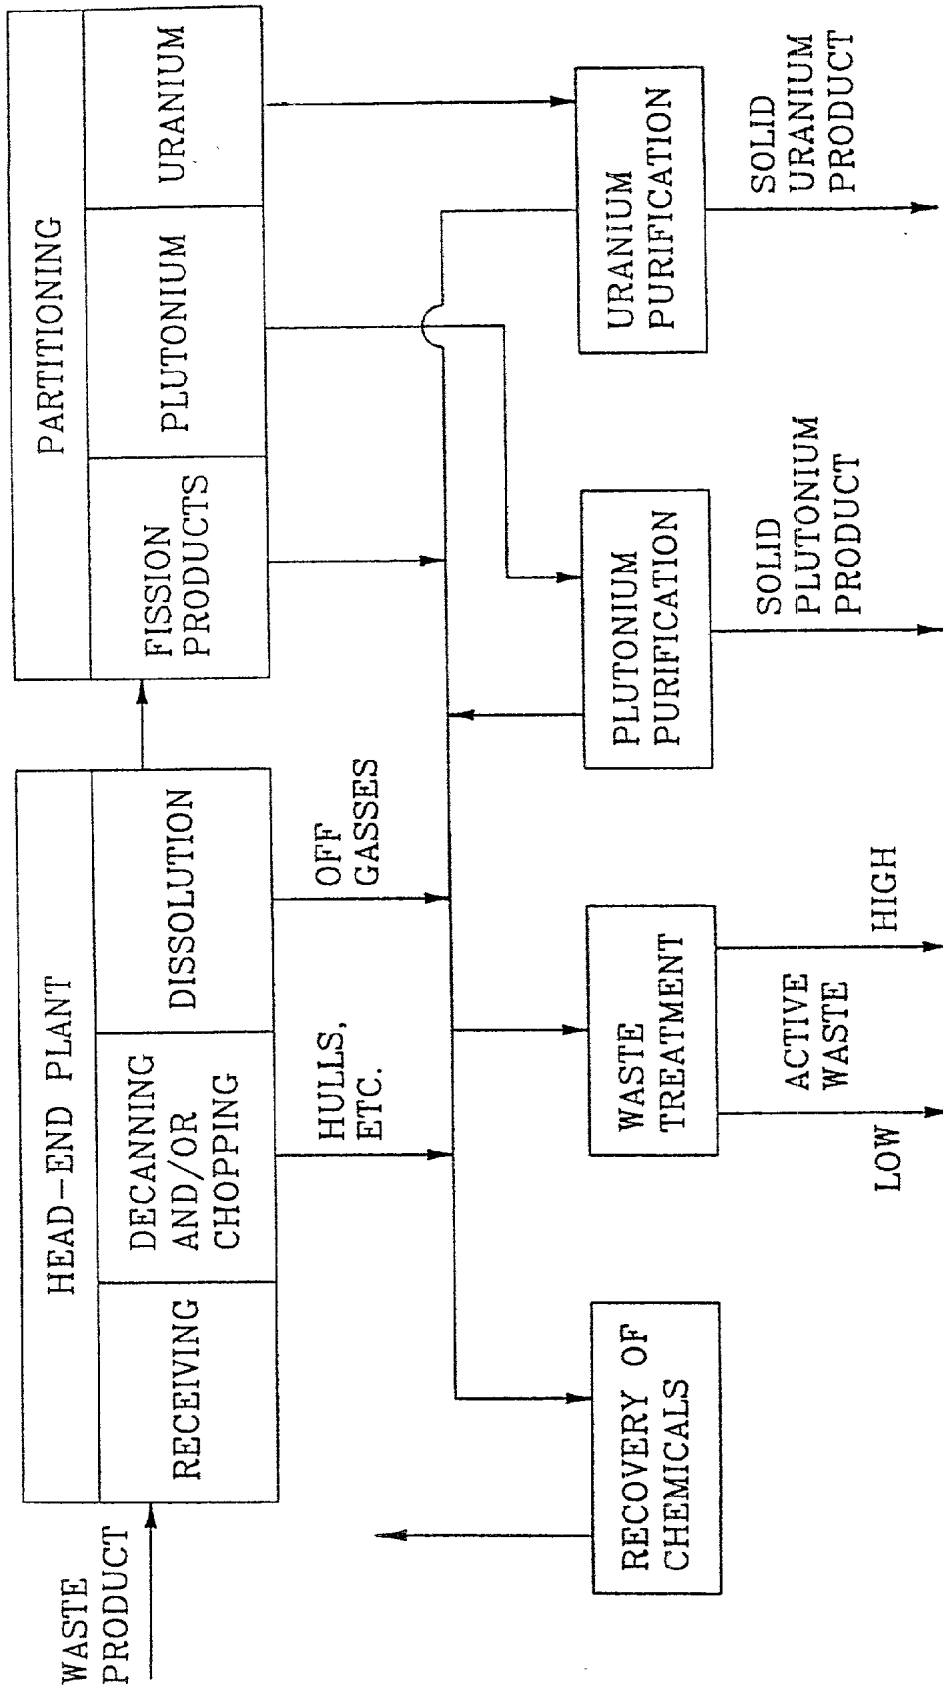 WASTE
PRODUCT
HEAD-END PLANT
RECEIVING
DECANNING
AND/OR
CHOPPING
DISSOLUTION
PARTITIONING
FISSION
PRODUCTS
PLUTONIUM
URANIUM
HULLS,
ETC.
OFF
GASSES
RECOVERY OF
CHEMICALS
WASTE
TREATMENT
PLUTONIUM
PURIFICATION
URANIUM
PURIFICATION
LOW
ACTIVE
WASTE
HIGH
SOLID
PLUTONIUM
PRODUCT
SOLID
URANIUM
PRODUCT